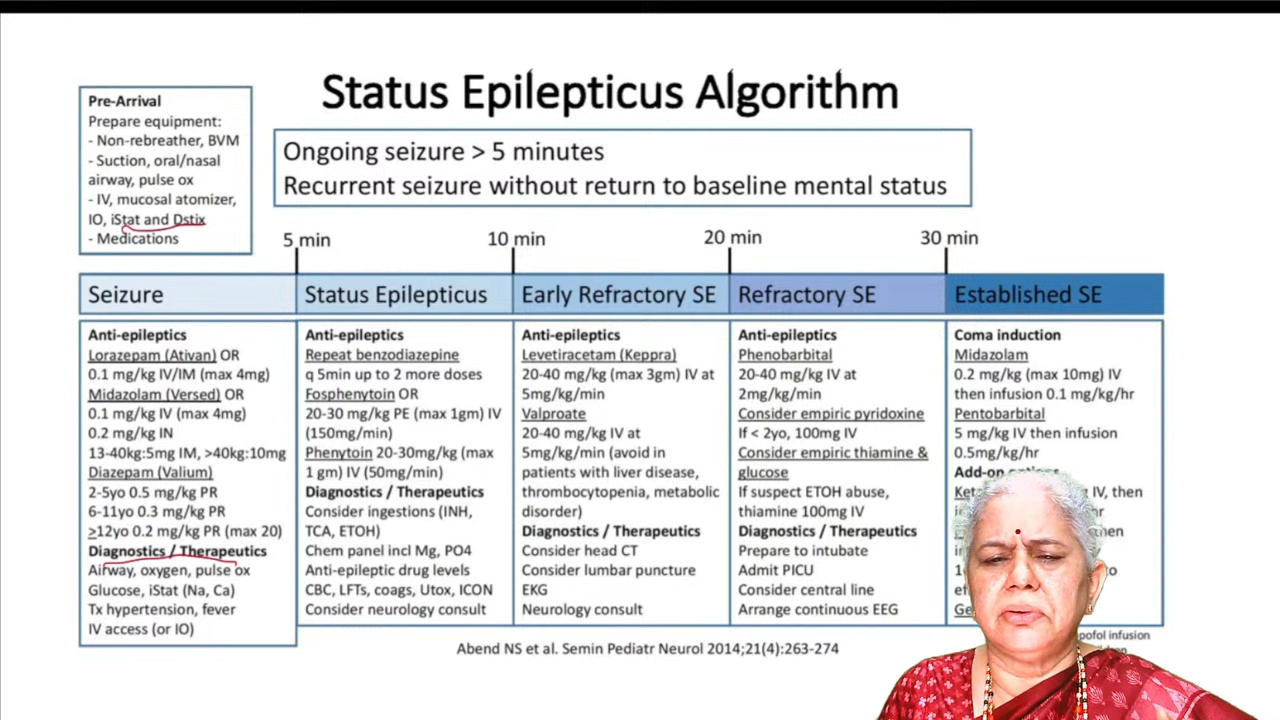 Status Epilepticus Algorithm
Pre-Arrival
Prepare equipment:
- Non-rebreather, BVM
- Suction, oral/nasal
airway, pulse ox
- IV, mucosal atomizer,
IO, iStat and Dstix
- Medications
Ongoing seizure > 5 minutes
Recurrent seizure without return to baseline mental status
5 min
10 min
20 min
30 min
Seizure
Anti-epileptics
Lorazepam (Ativan) OR
0.1 mg/kg IV/IM (max 4mg)
Midazolam (Versed) OR
0.1 mg/kg IV (max 4mg)
0.2 mg/kg IN
13-40kg:5mg IM, >40kg:10mg
Diazepam (Valium)
2-5yo 0.5 mg/kg PR
6-11yo 0.3 mg/kg PR
≥12yo 0.2 mg/kg PR (max 20)
Diagnostics / Therapeutics
Airway, oxygen, pulse ox
Glucose, iStat (Na, Ca)
Tx hypertension, fever
IV access (or IO)
Status Epilepticus
Anti-epileptics
Repeat benzodiazepine
q 5min up to 2 more doses
Fosphenytoin OR
20-30 mg/kg PE (max 1gm) IV
(150mg/min)
Phenytoin 20-30mg/kg (max
1 gm) IV (50mg/min)
Diagnostics / Therapeutics
Consider ingestions (INH,
TCA, ETOH)
Chem panel incl Mg, PO4
Anti-epileptic drug levels
CBC, LFTs, coags, Utox, ICON
Consider neurology consult
Early Refractory SE
Anti-epileptics
Levetiracetam (Keppra)
20-40 mg/kg (max 3gm) IV at
5mg/kg/min
Valproate
20-40 mg/kg IV at
5mg/kg/min (avoid in
patients with liver disease,
thrombocytopenia, metabolic
disorder)
Diagnostics / Therapeutics
Consider head CT
Consider lumbar puncture
EKG
Neurology consult
Refractory SE
Anti-epileptics
Phenobarbital
20-40 mg/kg IV at
2mg/kg/min
Consider empiric pyridoxine
If < 2yo, 100mg IV
Consider empiric thiamine &
glucose
If suspect ETOH abuse,
thiamine 100mg IV
Diagnostics / Therapeutics
Prepare to intubate
Admit PICU
Consider central line
Arrange continuous EEG
Established SE
Coma induction
Midazolam
0.2 mg/kg (max 10mg) IV
then infusion 0.1 mg/kg/hr
Pentobarbital
5 mg/kg IV then infusion
0.5mg/kg/hr
Add-on
IV, then
infusion
Abend NS et al. Semin Pediatr Neurol 2014;21(4):263-274